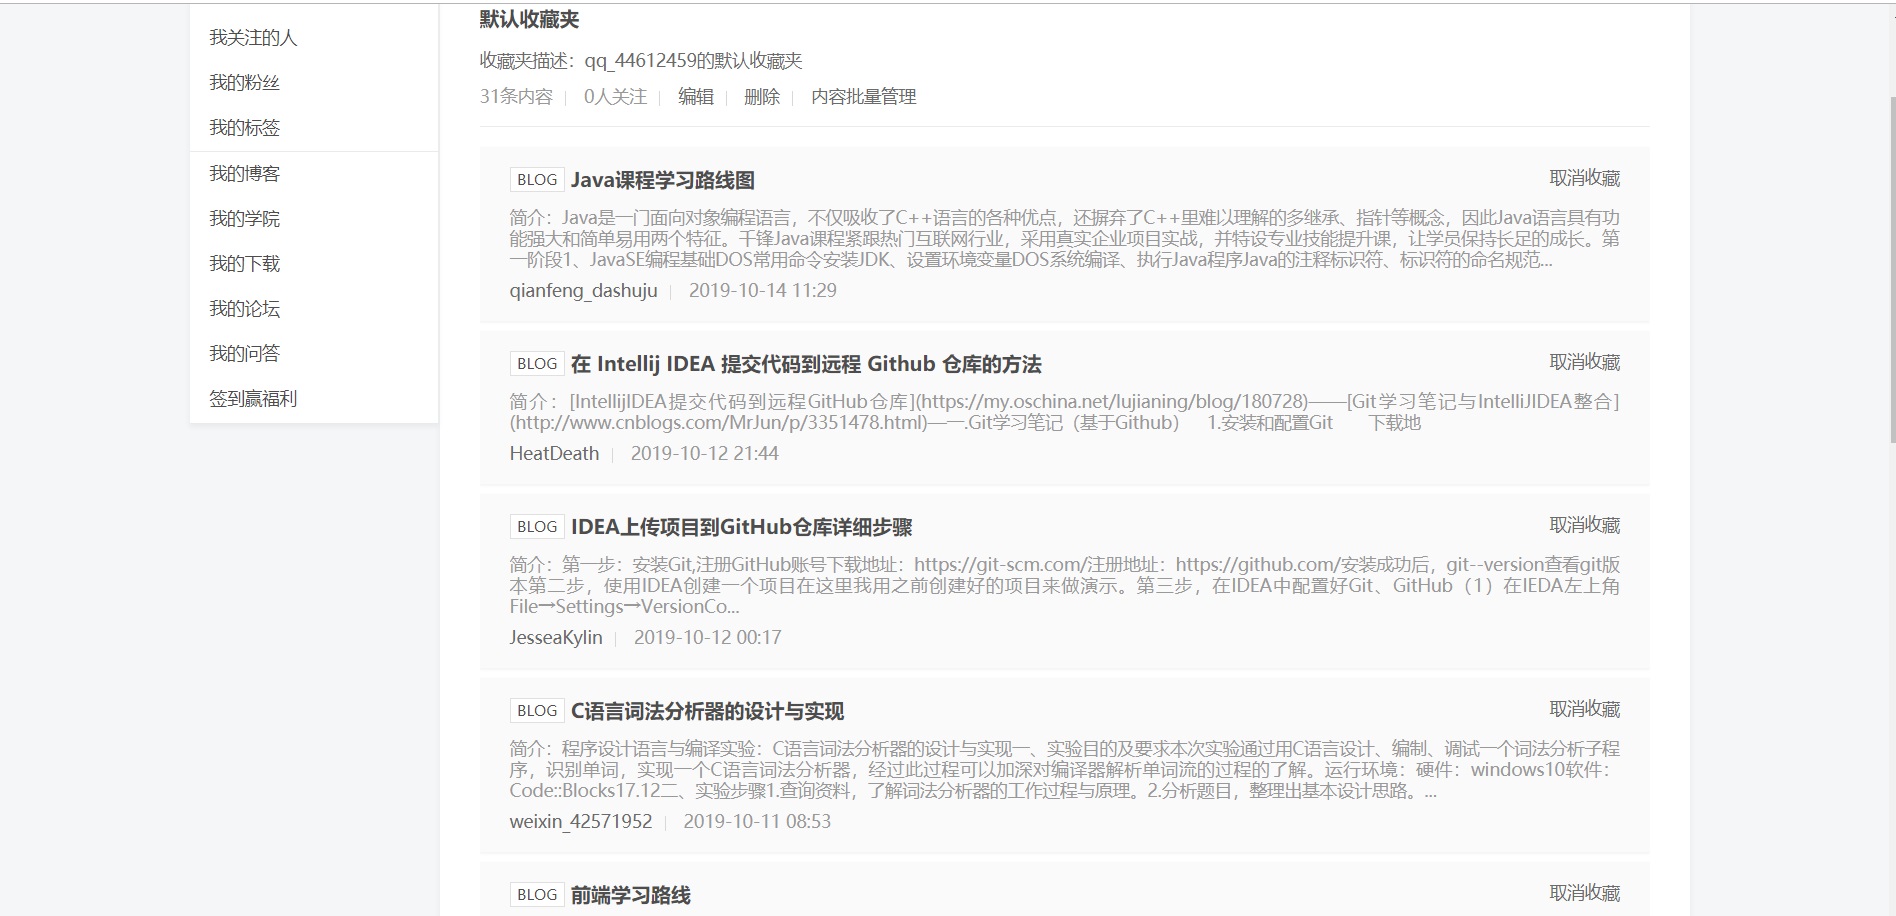 我关注的人
我的粉丝
我的标签
我的博客
我的学院
我的下载
我的论坛
我的问答
签到赢福利
默认收藏夹
收藏夹描述：qq_44612459的默认收藏夹
31条内容 0人关注 编辑 删除 内容批量管理
BLOG Java课程学习路线图 取消收藏
简介：Java是一门面向对象编程语言，不仅吸收了C++语言的各种优点，还摒弃了C++里难以理解的多继承、指针等概念，因此Java语言具有功
能强大和简单易用两个特征。千锋Java课程紧跟热门互联网行业，采用真实企业项目实战，并特设专业技能提升课，让学员保持长足的成长。第
一阶段1、JavaSE编程基础DOS常用命令安装JDK、设置环境变量DOS系统编译、执行Java程序Java的注释标识符、标识符的命名规范...
qianfeng_dashuju 2019-10-14 11:29
BLOG 在 Intellij IDEA 提交代码到远程 Github 仓库的方法 取消收藏
简介：[IntellijIDEA提交代码到远程GitHub仓库](https://my.oschina.net/lujianing/blog/180728)——[Git学习笔记与IntelliJIDEA整合]
(http://www.cnblogs.com/MrJun/p/3351478.html)—一.Git学习笔记（基于Github） 1.安装和配置Git 下载地
HeatDeath 2019-10-12 21:44
BLOG IDEA上传项目到GitHub仓库详细步骤 取消收藏
简介：第一步：安装Git,注册GitHub账号下载地址：https://git-scm.com/注册地址：https://github.com/安装成功后，git--version查看git版
本第二步，使用IDEA创建一个项目在这里我用之前创建好的项目来做演示。第三步，在IDEA中配置好Git、GitHub（1）在IEDA左上角
File→Settings→VersionCo...
JesseaKylin 2019-10-12 00:17
BLOG C语言词法分析器的设计与实现 取消收藏
简介：程序设计语言与编译实验：C语言词法分析器的设计与实现一、实验目的及要求本次实验通过用C语言设计、编制、调试一个词法分析子程
序，识别单词，实现一个C语言词法分析器，经过此过程可以加深对编译器解析单词流的过程的了解。运行环境：硬件：windows10软件：
Code::Blocks17.12二、实验步骤1.查询资料，了解词法分析器的工作过程与原理。2.分析题目，整理出基本设计思路。...
weixin_42571952 2019-10-11 08:53
BLOG 前端学习路线 取消收藏